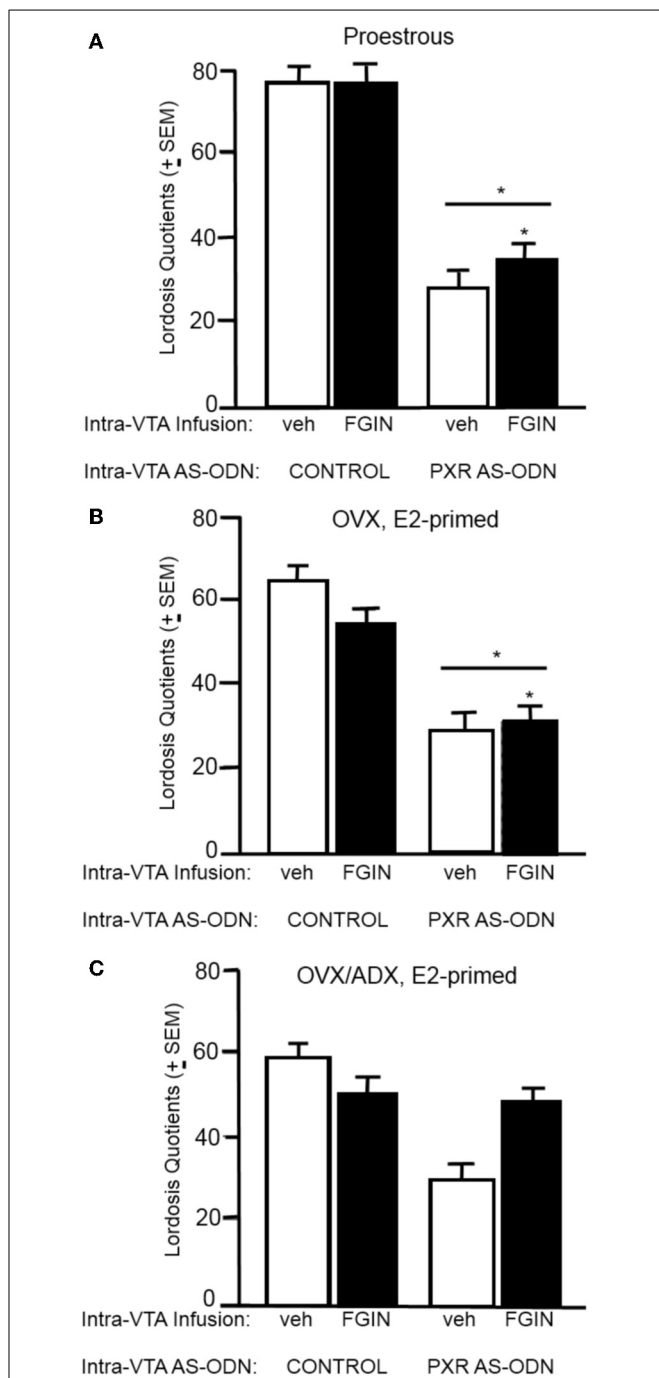 A
Proestrous
Lordosis Quotients (± SEM)
80
60
40
20
0
*
*
Intra-VTA Infusion: veh FGIN veh FGIN
Intra-VTA AS-ODN: CONTROL PXR AS-ODN
B
OVX, E2-primed
Lordosis Quotients (± SEM)
80
60
40
20
0
*
*
Intra-VTA Infusion: veh FGIN veh FGIN
Intra-VTA AS-ODN: CONTROL PXR AS-ODN
C
OVX/ADX, E2-primed
Lordosis Quotients (± SEM)
80
60
40
20
0
Intra-VTA Infusion: veh FGIN veh FGIN
Intra-VTA AS-ODN: CONTROL PXR AS-ODN